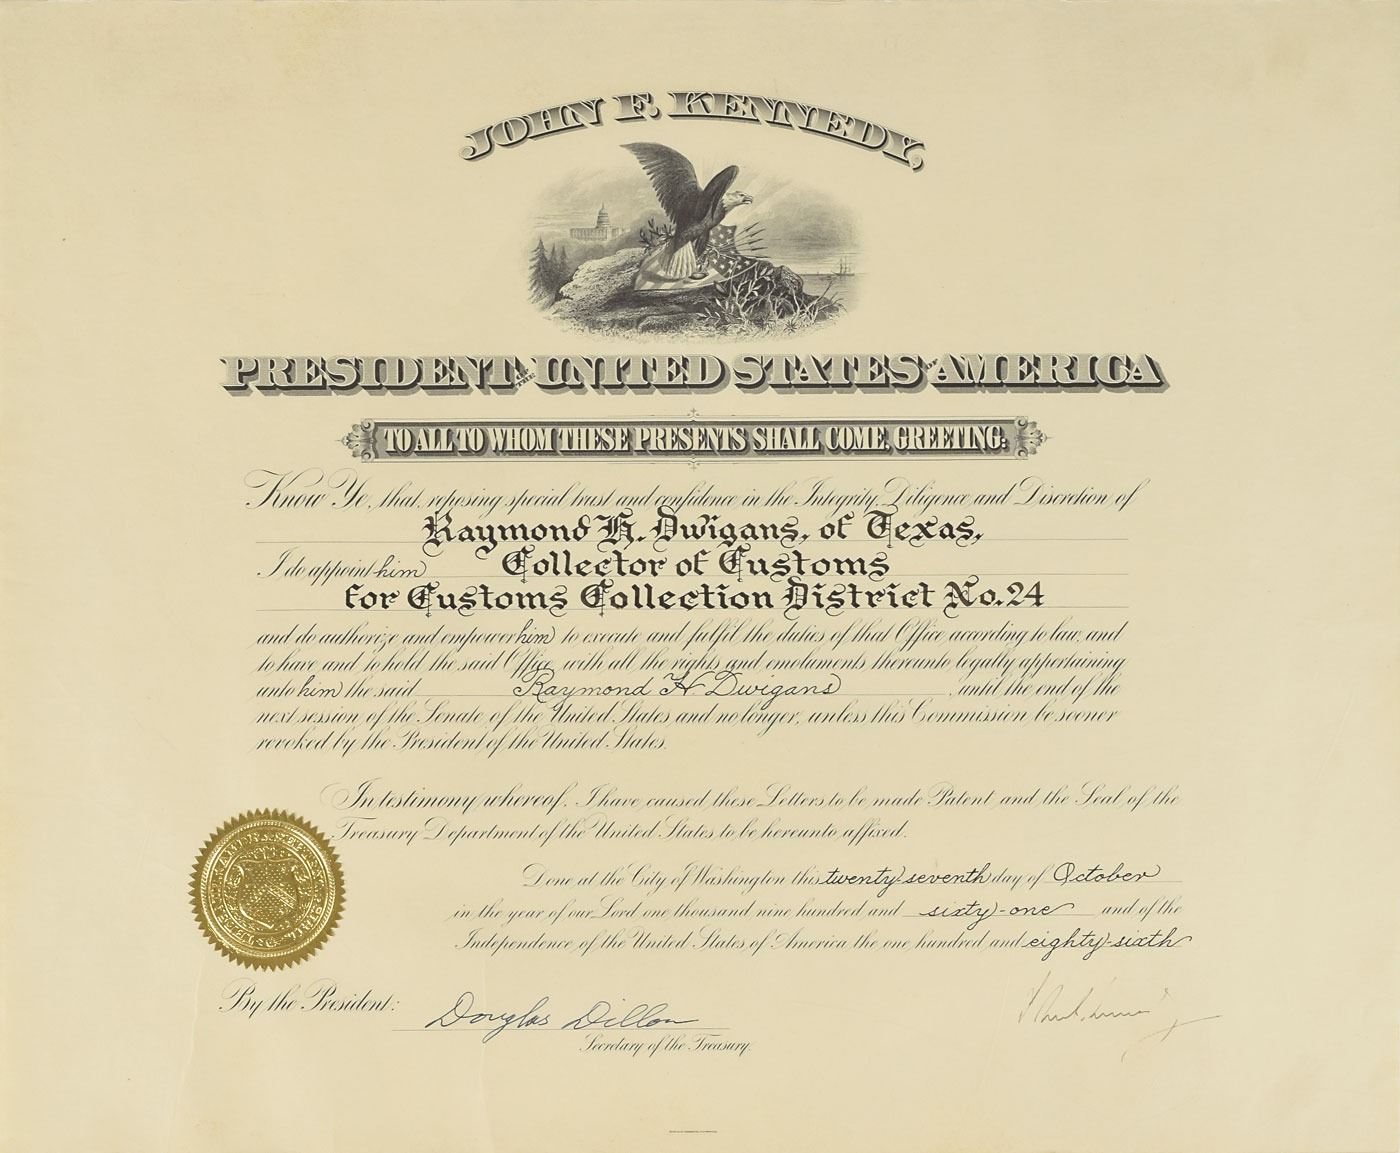 JOHN F. KENNEDY,
PRESIDENT OF THE UNITED STATES OF AMERICA
TO ALL TO WHOM THESE PRESENTS SHALL COME, GREETING:
Know Ye, that, reposing special trust and confidence in the Integrity, Diligence and Discretion of
Raymond H. Dwigans, of Texas,
I do appoint him Collector of Customs
for Customs Collection District No. 24
and do authorize and empower him to execute and fulfil the duties of that Office according to law, and
to have and to hold the said Office, with all the rights and emoluments thereunto legally appertaining
unto him the said Raymond H Dwigans, until the end of the
next session of the Senate of the United States and no longer, unless this Commission be sooner
revoked by the President of the United States.
In testimony whereof, I have caused these Letters to be made Patent and the Seal of the
Treasury Department of the United States to be hereunto affixed.
Done at the City of Washington this twenty-seventh day of October
in the year of our Lord one thousand nine hundred and sixty-one and of the
Independence of the United States of America the one hundred and eighty-sixth
By the President:
Douglas Dillon
Secretary of the Treasury.